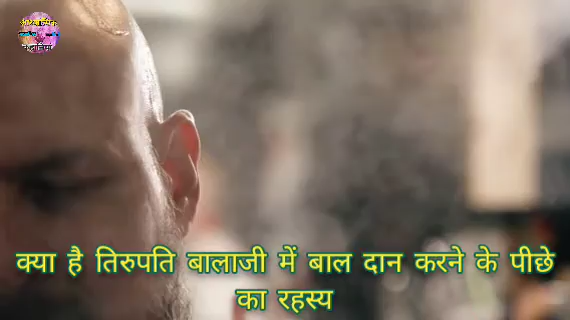 क्या है तिरुपति बालाजी में बाल दान करने के पीछे
का रहस्य